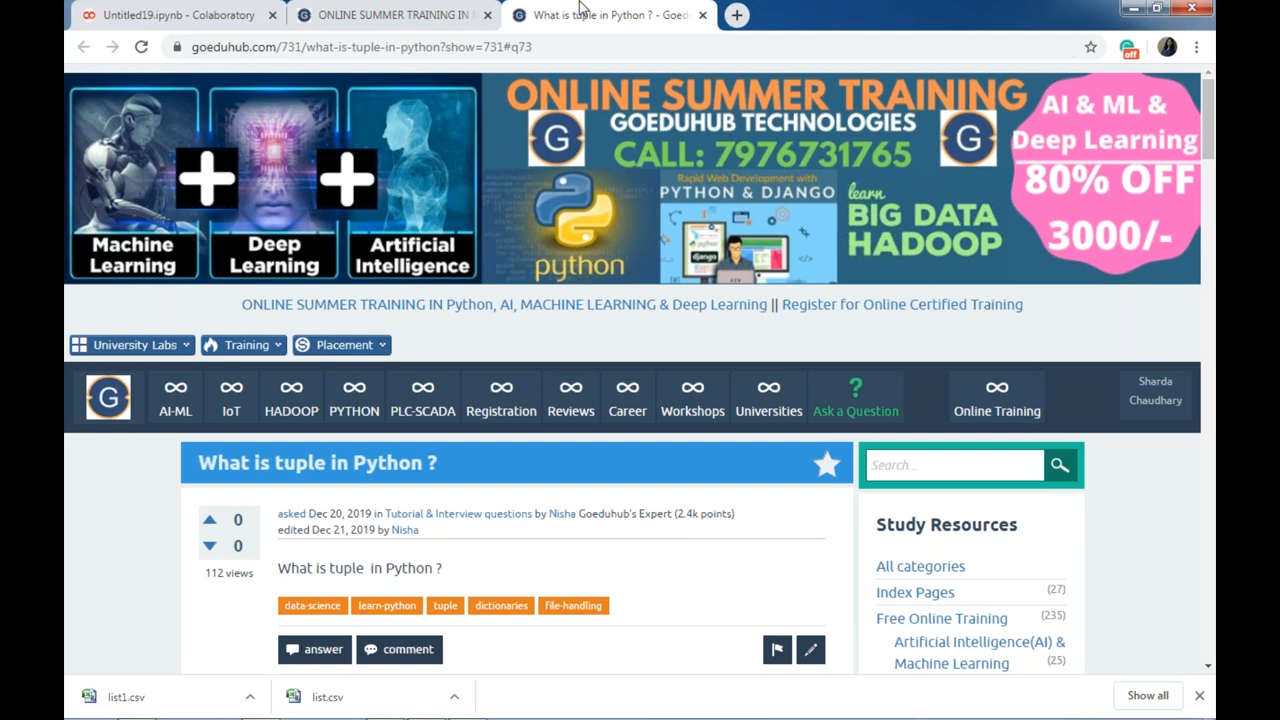 Untitled19.ipynb - Colaboratory
ONLINE SUMMER TRAINING IN
What is tuple in Python ? - Goed
goeduhub.com/731/what-is-tuple-in-python?show=731#q73
off
Machine Learning
Deep Learning
Artificial Intelligence
ONLINE SUMMER TRAINING
GOEDUHUB TECHNOLOGIES
CALL: 7976731765
G
G
python
Rapid Web Development with
PYTHON & DJANGO
python
django
learn
BIG DATA
HADOOP
AI & ML &
Deep Learning
80% OFF
3000/-
ONLINE SUMMER TRAINING IN Python, AI, MACHINE LEARNING & Deep Learning || Register for Online Certified Training
University Labs Training Placement
G
AI-ML IoT HADOOP PYTHON PLC-SCADA Registration Reviews Career Workshops Universities Ask a Question Online Training
Sharda
Chaudhary
What is tuple in Python ?
0
0
112 views
asked Dec 20, 2019 in Tutorial & Interview questions by Nisha Goeduhub's Expert (2.4k points)
edited Dec 21, 2019 by Nisha
What is tuple in Python ?
data-science learn-python tuple dictionaries file-handling
answer comment
Search...
Study Resources
All categories
Index Pages (27)
Free Online Training (235)
Artificial Intelligence(AI) &
Machine Learning (25)
list1.csv
list.csv
Show all